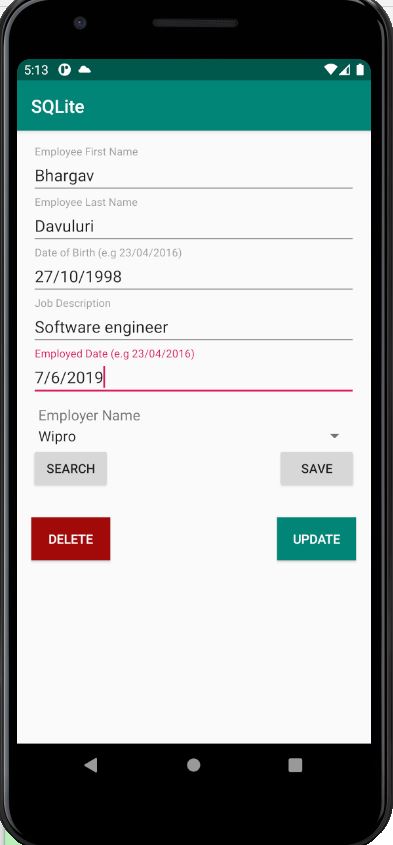 5:13
SQLite
Employee First Name
Bhargav
Employee Last Name
Davuluri
Date of Birth (e.g 23/04/2016)
27/10/1998
Job Description
Software engineer
Employed Date (e.g 23/04/2016)
7/6/2019
Employer Name
Wipro
SEARCH SAVE
DELETE UPDATE